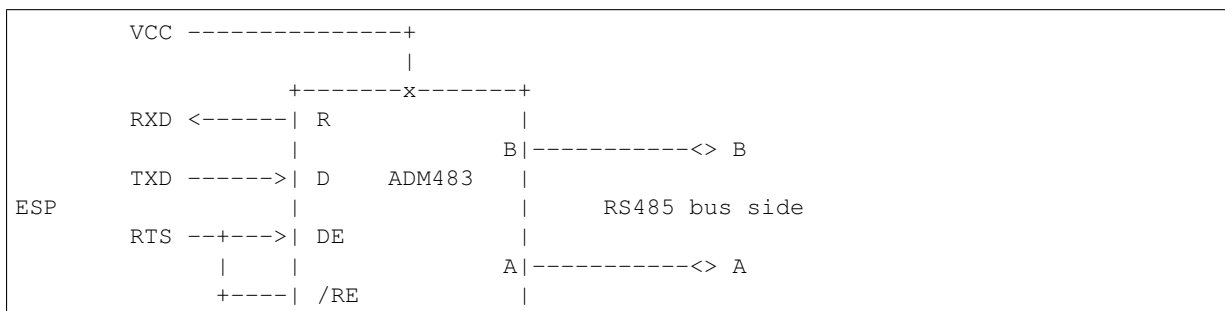 VCC ---------------+
                           |
                   +-------x-------+
        RXD <------| R             |
                   |              B|-----------<> B
        TXD ------>| D    ADM483   |
ESP                |               |     RS485 bus side
        RTS --+--->| DE            |
              |    |              A|-----------<> A
              +----| /RE           |